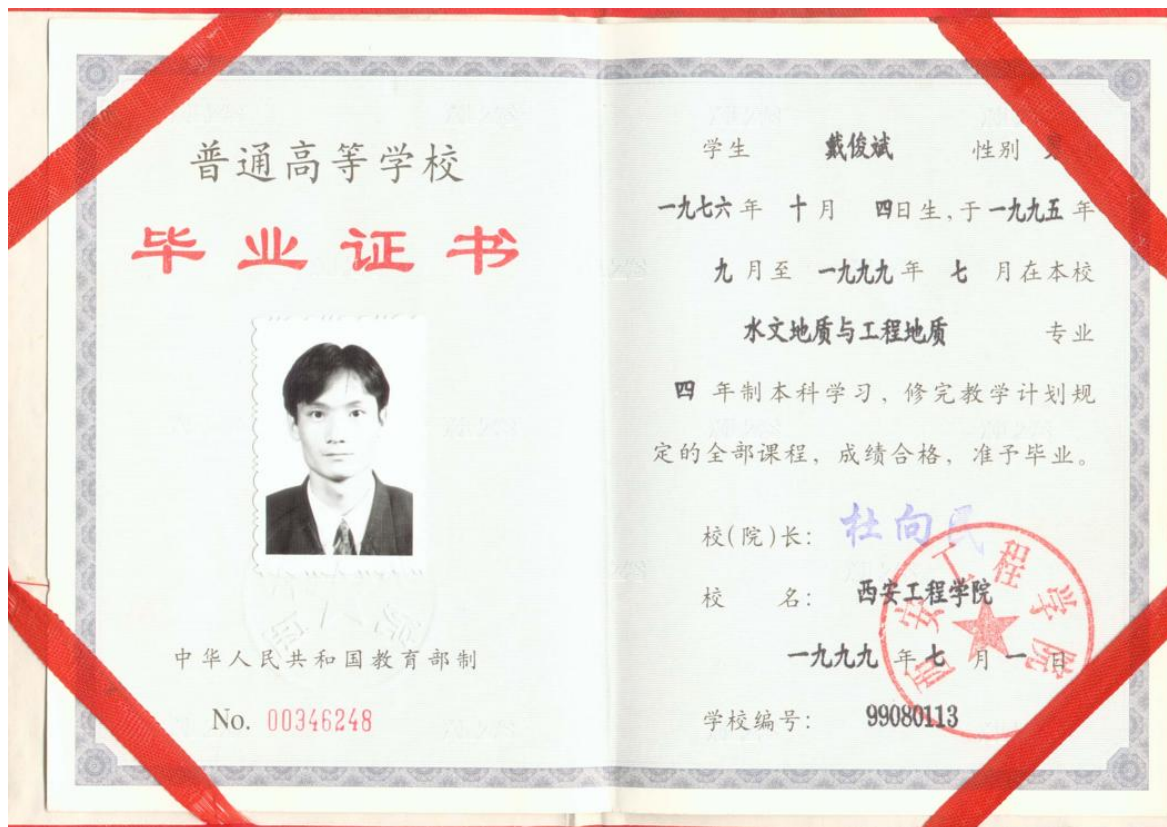 普通高等学校
毕业证书
中华人民共和国教育部制
No. 00346248
学生 戴俊斌 性别
一九七六年 十月 四日生,于一九九五年
九月至 一九九九年 七 月在本校
水文地质与工程地质 专业
四 年制本科学习, 修完教学计划规
定的全部课程, 成绩合格, 准予毕业。
校(院)长: 杜向民
校 名: 西安工程学院
一九九九年七月一日
学校编号: 99080113
西安工程学院